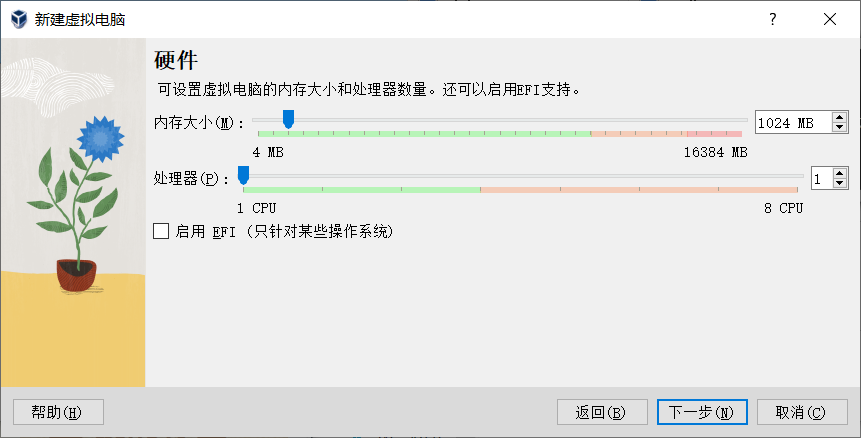 新建虚拟电脑
?
硬件
可设置虚拟电脑的内存大小和处理器数量。还可以启用EFI支持。
内存大小(M)： 1024 MB
4 MB 16384 MB
处理器(P)： 1
1 CPU 8 CPU
启用 EFI (只针对某些操作系统)
帮助(H) 返回(B) 下一步(N) 取消(C)